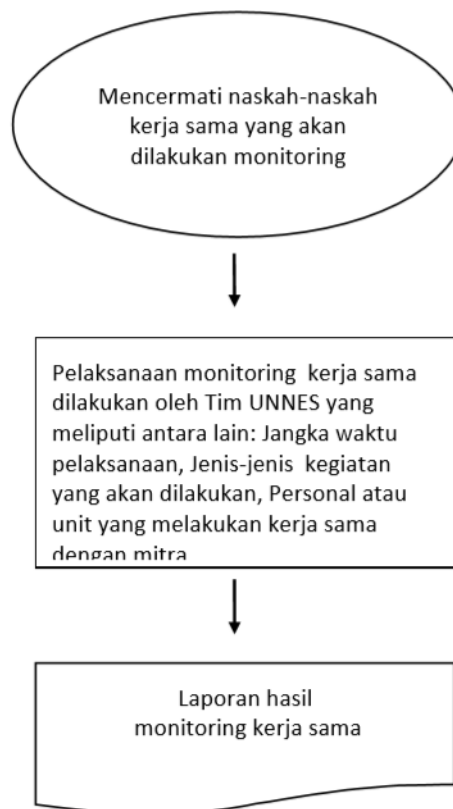 Mencermati naskah-naskah
kerja sama yang akan
dilakukan monitoring
Pelaksanaan monitoring kerja sama
dilakukan oleh Tim UNNES yang
meliputi antara lain: Jangka waktu
pelaksanaan, Jenis-jenis kegiatan
yang akan dilakukan, Personal atau
unit yang melakukan kerja sama
dengan mitra
Laporan hasil
monitoring kerja sama